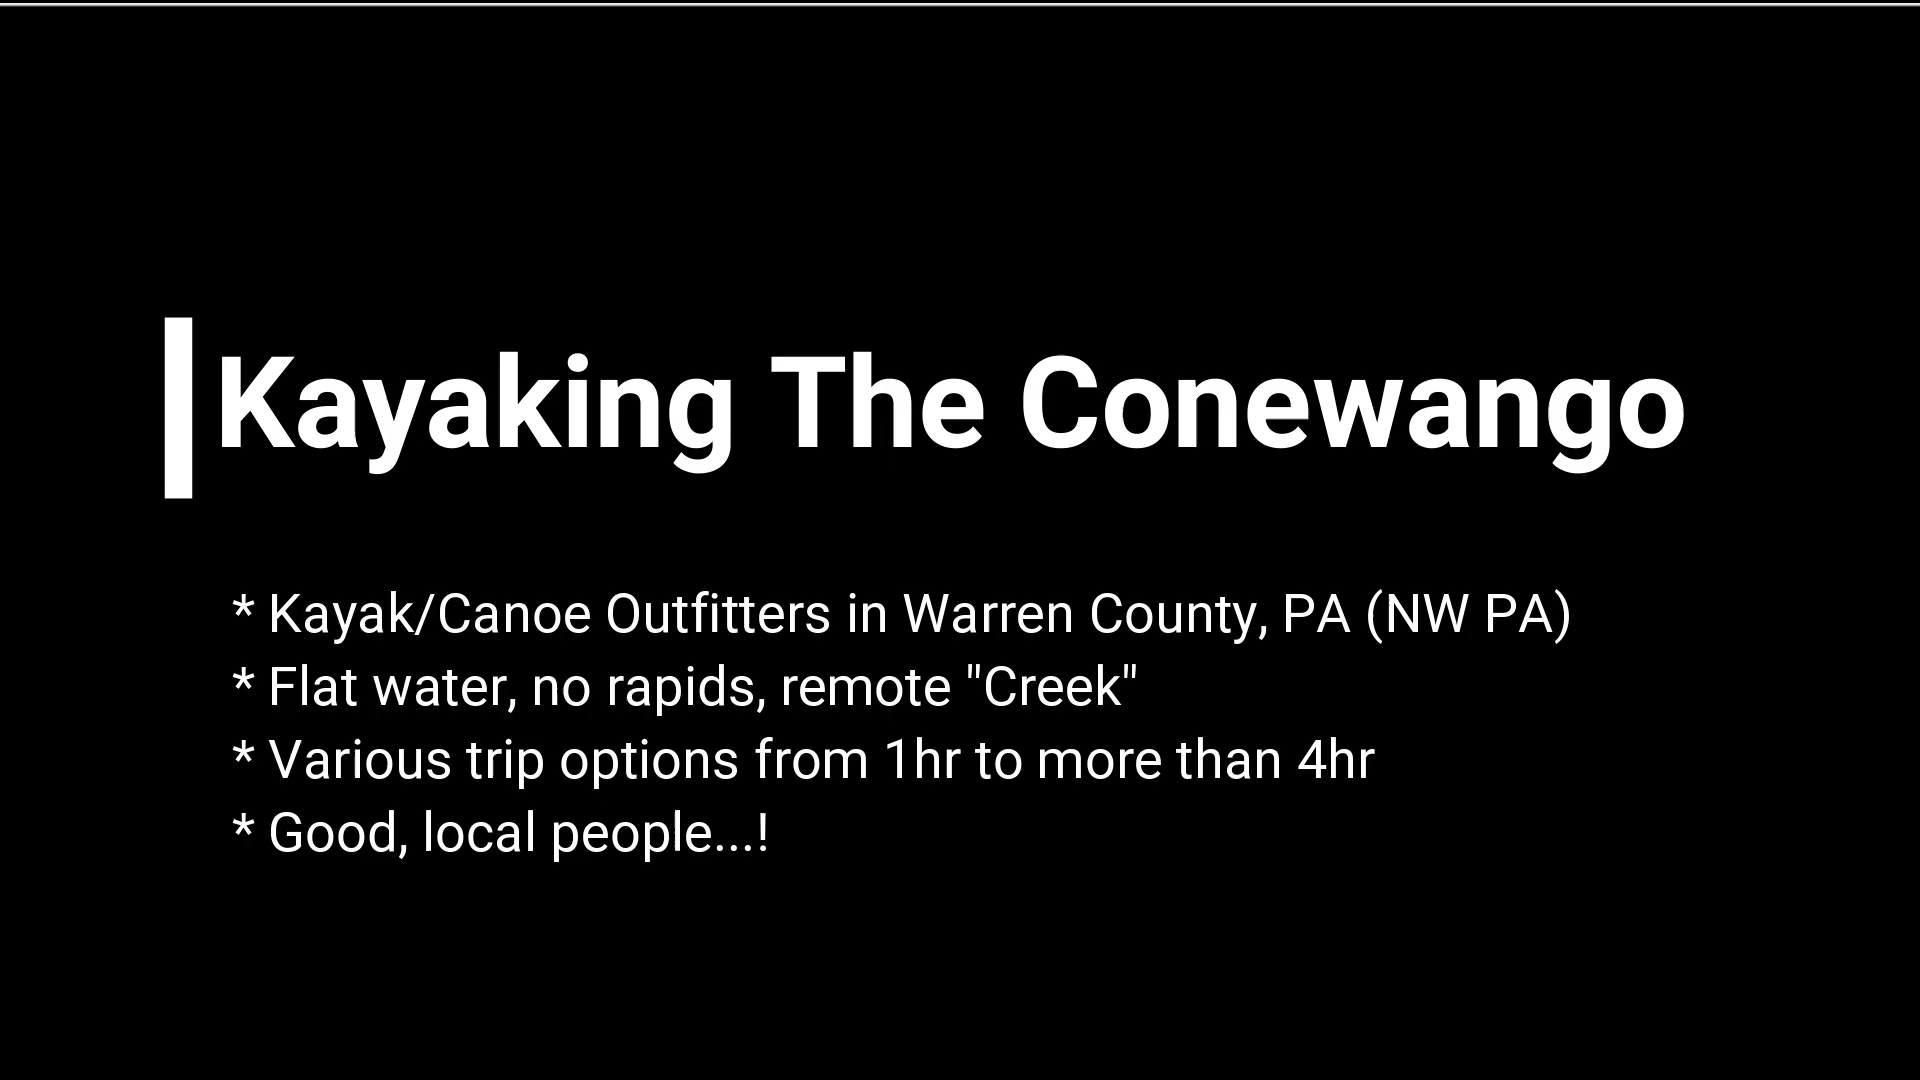 Kayaking The Conewango
* Kayak/Canoe Outfitters in Warren County, PA (NW PA)
* Flat water, no rapids, remote "Creek"
* Various trip options from 1hr to more than 4hr
* Good, local people...!